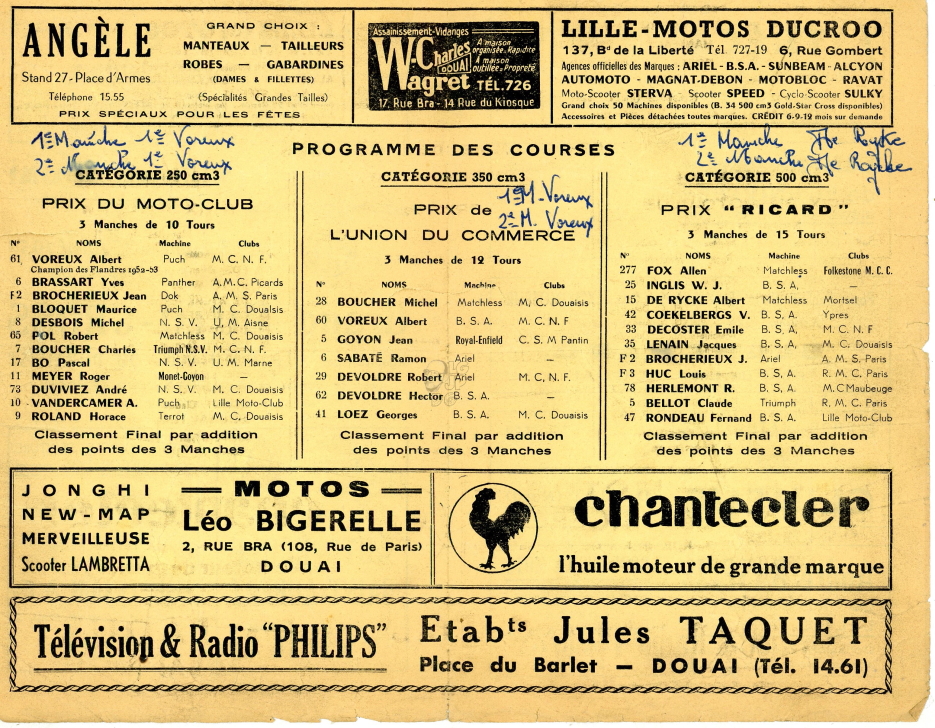 ANGÈLE
Stand 27 - Place d'Armes
Téléphone 15.55
GRAND CHOIX :
MANTEAUX — TAILLEURS
ROBES — GABARDINES
(DAMES & FILLETTES)
(Spécialités Grandes Tailles)
PRIX SPÉCIAUX POUR LES FÊTES
Assainissement-Vidanges
W-Charles
DOUAI
Wagret
A maison
organisée. Rapidité
A maison
outillée. Propreté
TÉL.726
17, Rue Bra - 14 Rue du Kiosque
LILLE-MOTOS DUCROO
137, Bd de la Liberté Tél. 727-19 6, Rue Gombert
Agences officielles des Marques : ARIEL - B.S.A. - SUNBEAM - ALCYON
AUTOMOTO - MAGNAT-DEBON - MOTOBLOC - RAVAT
Moto-Scooter STERVA - Scooter SPEED - Cyclo-Scooter SULKY
Grand choix 50 Machines disponibles (B. 34 500 cm3 Gold-Star Cross disponibles)
Accessoires et Pièces détachées toutes marques. CRÉDIT 6-9-12 mois sur demande
PROGRAMME DES COURSES
1e Manche 1er Voreux
2e Manche 1er Voreux
CATÉGORIE 250 cm3
PRIX DU MOTO-CLUB
3 Manches de 10 Tours
No NOMS Machine Clubs
61 VOREUX Albert Puch M. C. N. F.
Champion des Flandres 1952-53
6 BRASSART Yves Panther A.M.C. Picards
F2 BROCHERIEUX Jean Dok A. M. S. Paris
1 BLOQUET Maurice Puch M. C. Douaisis
8 DESBOIS Michel N. S. V. U. M. Aisne
65 POL Robert Matchless M. C. Douaisis
7 BOUCHER Charles Triumph N.S.V. M. C. N. F.
17 BO Pascal N. S. V. U. M. Marne
11 MEYER Roger Monet-Goyon —
73 DUVIVIEZ André N. S. V. M. C. Douaisis
10 VANDERCAMER A. Puch Lille Moto-Club
9 ROLAND Horace Terrot M. C. Douaisis
Classement Final par addition
des points des 3 Manches
CATÉGORIE 350 cm3
1e M. Voreux
2e M. Voreux
PRIX de
L'UNION DU COMMERCE
3 Manches de 12 Tours
No NOMS Machine Clubs
28 BOUCHER Michel Matchless M. C. Douaisis
60 VOREUX Albert B. S. A. M. C. N. F
5 GOYON Jean Royal-Enfield C. S. M Pantin
6 SABATÉ Ramon Ariel —
29 DEVOLDRE Robert Ariel M. C. N. F.
62 DEVOLDRE Hector B. S. A. —
41 LOEZ Georges B. S. A. M. C. Douaisis
Classement Final par addition
des points des 3 Manches
1e Manche De Rycke
2e Manche De Rycke
CATÉGORIE 500 cm3
PRIX "RICARD"
3 Manches de 15 Tours
No NOMS Machine Clubs
277 FOX Allen Matchless Folkestone M. C. C.
25 INGLIS W. J. B. S. A. —
15 DE RYCKE Albert Matchless Mortsel
42 COEKELBERGS V. B. S. A. Ypres
33 DECOSTER Emile B. S. A. M. C. N. F
35 LENAIN Jacques B. S. A. M. C. Douaisis
F 2 BROCHERIEUX J. Ariel A. M. S. Paris
F 3 HUC Louis B. S. A. R. M. C. Paris
78 HERLEMONT R. B. S. A. M. C Maubeuge
5 BELLOT Claude Triumph R. M. C. Paris
47 RONDEAU Fernand B. S. A. Lille Moto-Club
Classement Final par addition
des points des 3 Manches
JONGHI
NEW-MAP
MERVEILLEUSE
Scooter LAMBRETTA
MOTOS
Léo BIGERELLE
2, RUE BRA (108, Rue de Paris)
DOUAI
chantecler
l'huile moteur de grande marque
Télévision & Radio "PHILIPS"
Etabts Jules TAQUET
Place du Barlet — DOUAI (Tél. 14.61)